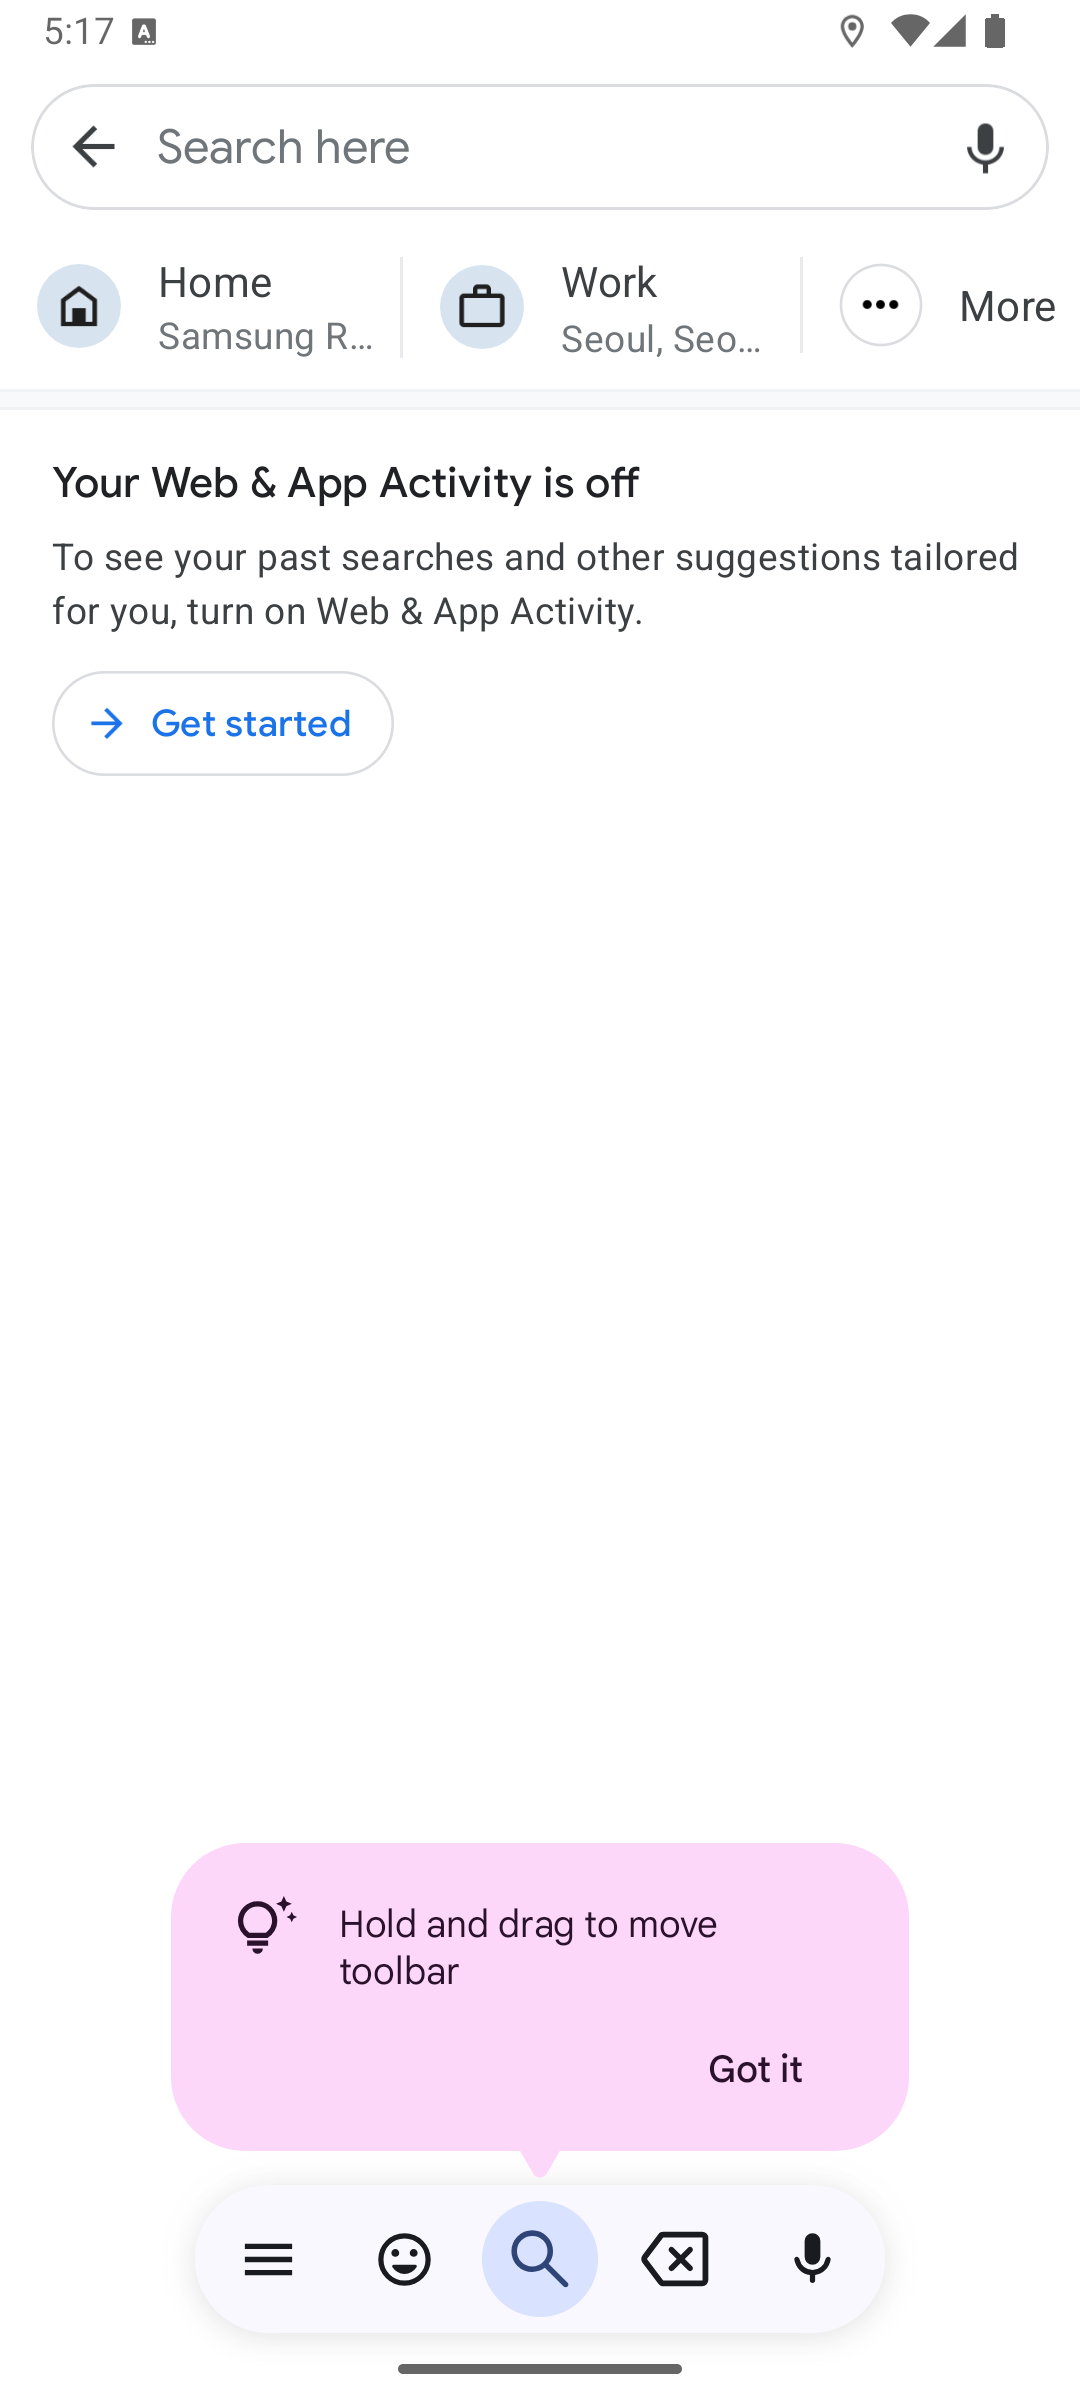 5:17
Search here
Home
Samsung R...
Work
Seoul, Seo...
More
Your Web & App Activity is off
To see your past searches and other suggestions tailored
for you, turn on Web & App Activity.
Get started
Hold and drag to move
toolbar
Got it